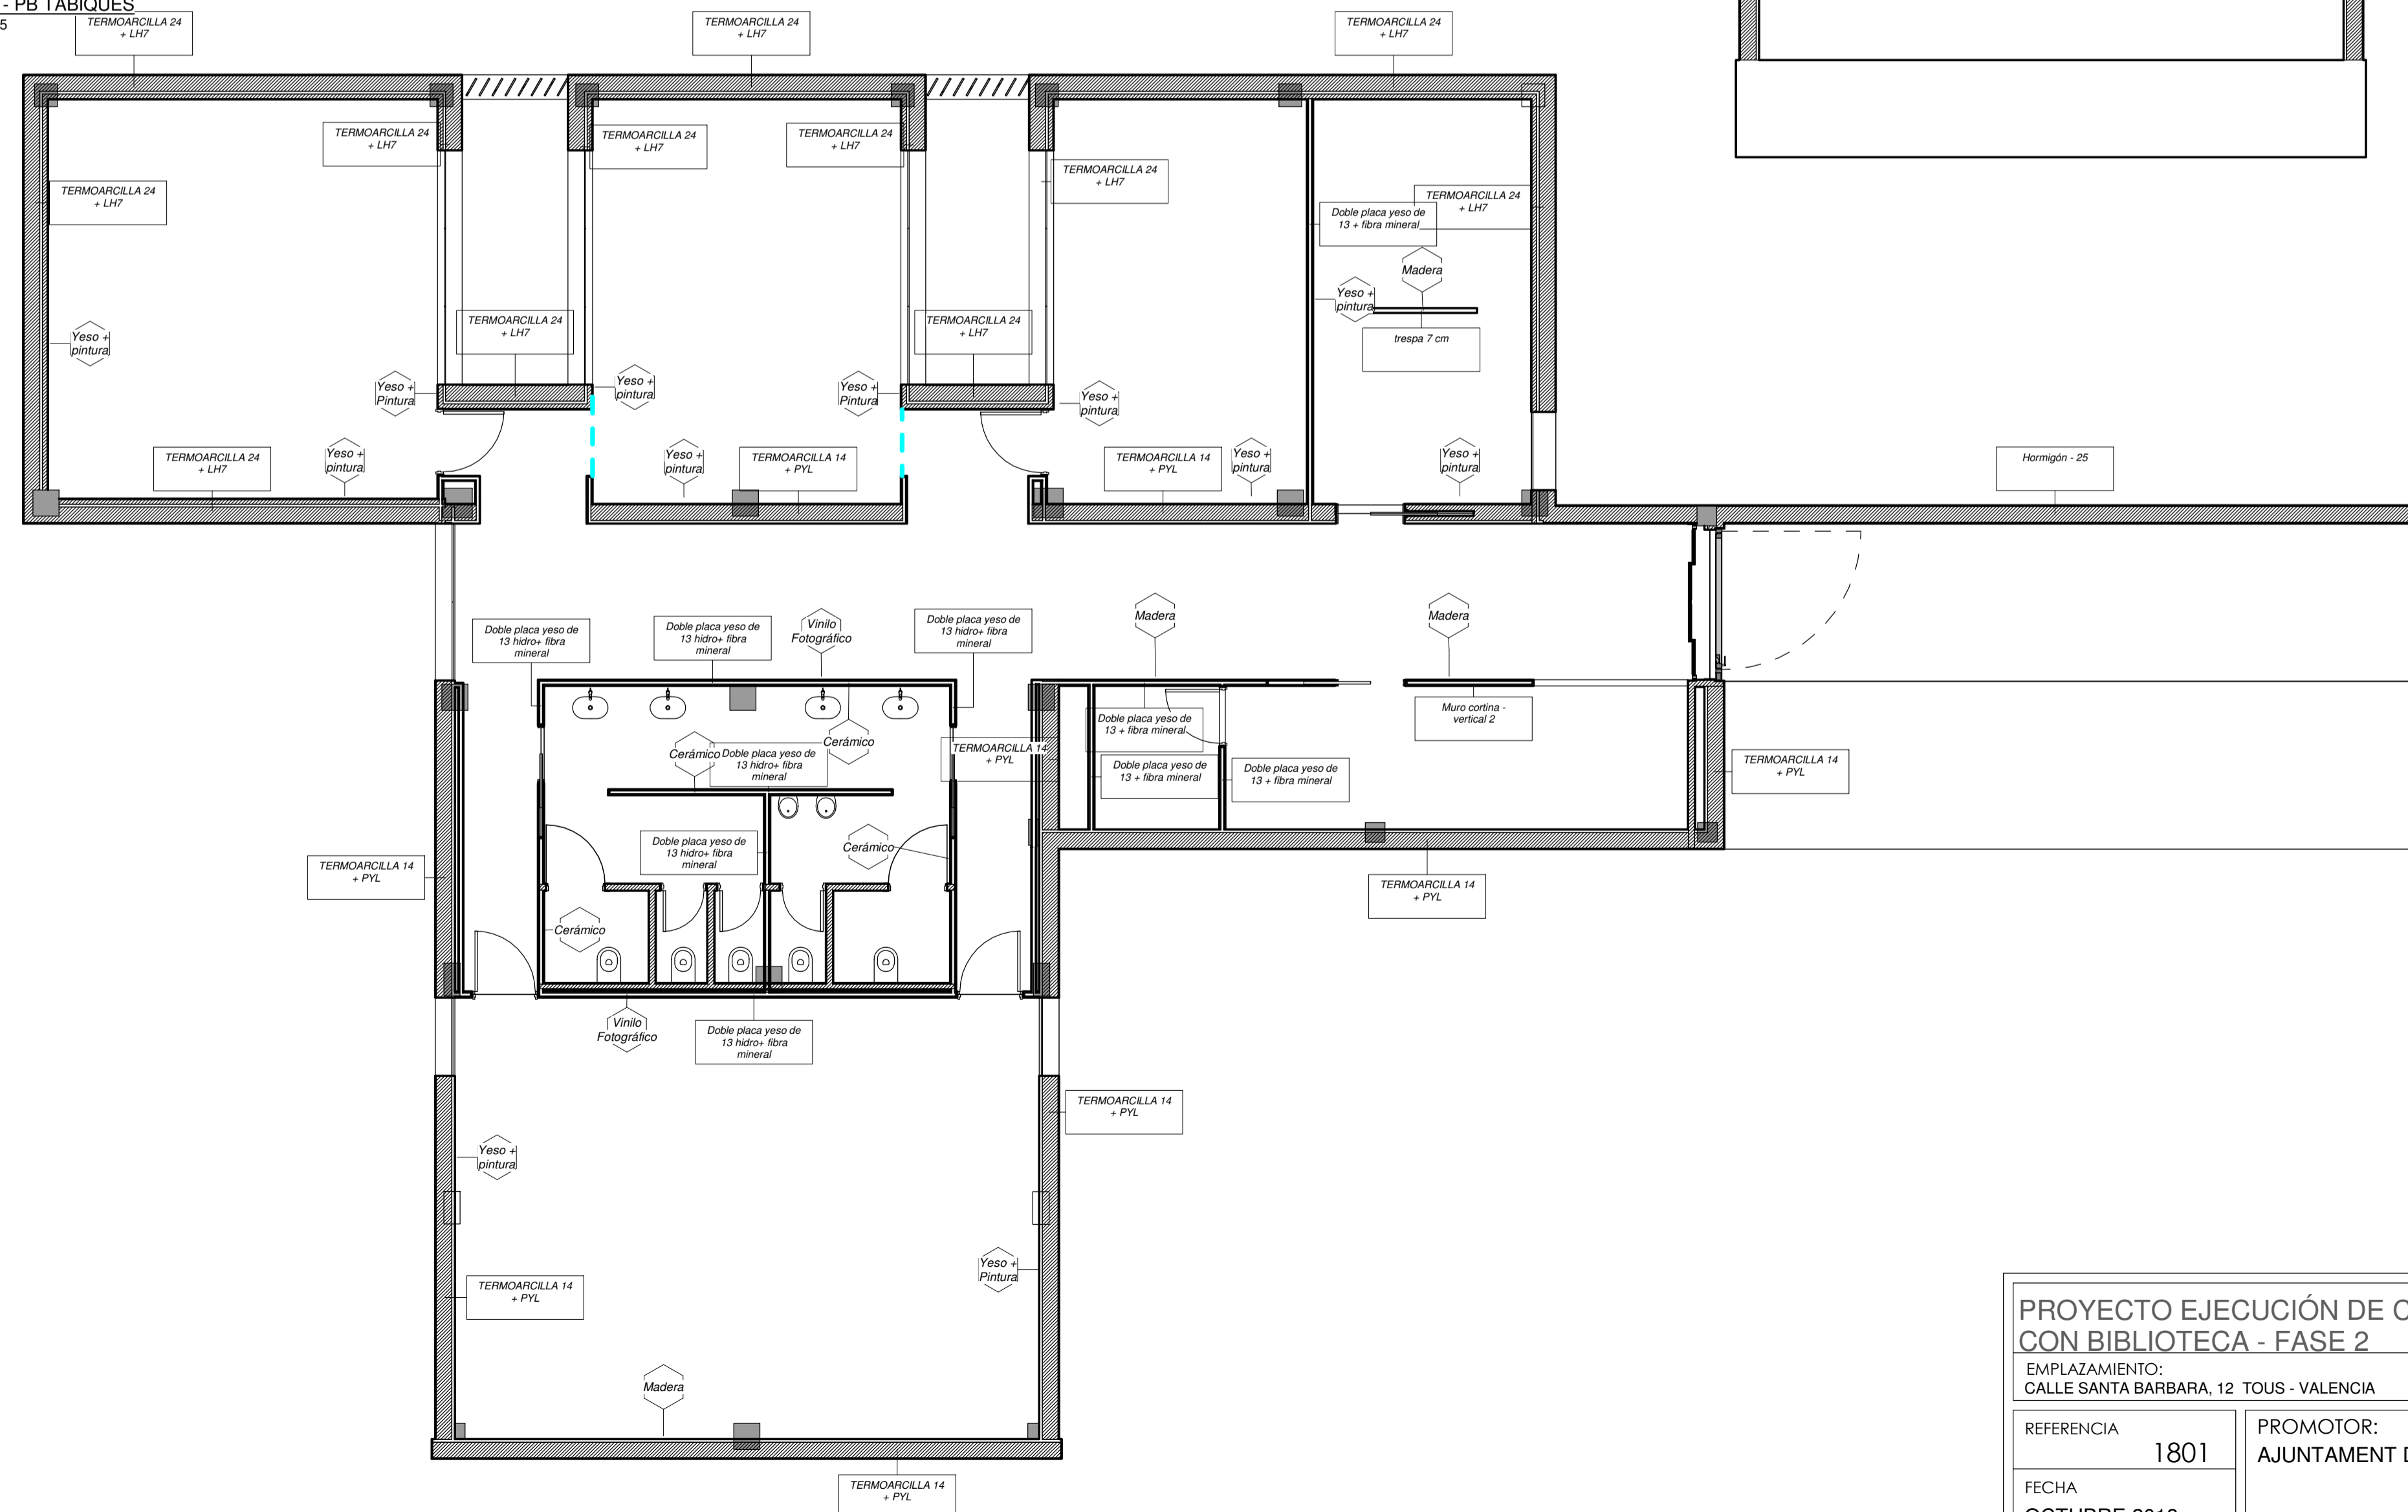 - PB TABIQUES
5
TERMOARCILLA 24
+ LH7
TERMOARCILLA 24
+ LH7
TERMOARCILLA 24
+ LH7
TERMOARCILLA 24
+ LH7
TERMOARCILLA 24
+ LH7
TERMOARCILLA 24
+ LH7
TERMOARCILLA 24
+ LH7
TERMOARCILLA 24
+ LH7
TERMOARCILLA 24
+ LH7
Doble placa yeso de
13 + fibra mineral
Madera
Yeso +
pintura
trespa 7 cm
TERMOARCILLA 24
+ LH7
TERMOARCILLA 24
+ LH7
Yeso +
pintura
Yeso +
Pintura
Yeso +
pintura
Yeso +
Pintura
Yeso +
pintura
TERMOARCILLA 24
+ LH7
Yeso +
pintura
Yeso +
pintura
TERMOARCILLA 14
+ PYL
TERMOARCILLA 14
+ PYL
Yeso +
pintura
Yeso +
pintura
Hormigón - 25
Doble placa yeso de
13 hidro+ fibra
mineral
Doble placa yeso de
13 hidro+ fibra
mineral
Vinilo
Fotográfico
Doble placa yeso de
13 hidro+ fibra
mineral
Madera
Madera
Muro cortina -
vertical 2
Doble placa yeso de
13 + fibra mineral
Cerámico
Doble placa yeso de
13 hidro+ fibra
mineral
Cerámico
TERMOARCILLA 14
+ PYL
Doble placa yeso de
13 + fibra mineral
Doble placa yeso de
13 + fibra mineral
TERMOARCILLA 14
+ PYL
Doble placa yeso de
13 hidro+ fibra
mineral
Cerámico
TERMOARCILLA 14
+ PYL
TERMOARCILLA 14
+ PYL
Cerámico
Vinilo
Fotográfico
Doble placa yeso de
13 hidro+ fibra
mineral
TERMOARCILLA 14
+ PYL
Yeso +
pintura
Yeso +
Pintura
TERMOARCILLA 14
+ PYL
Madera
TERMOARCILLA 14
+ PYL
PROYECTO EJECUCIÓN DE C
CON BIBLIOTECA - FASE 2
EMPLAZAMIENTO:
CALLE SANTA BARBARA, 12 TOUS - VALENCIA
REFERENCIA
1801
PROMOTOR:
AJUNTAMENT D
FECHA
OCTUBRE